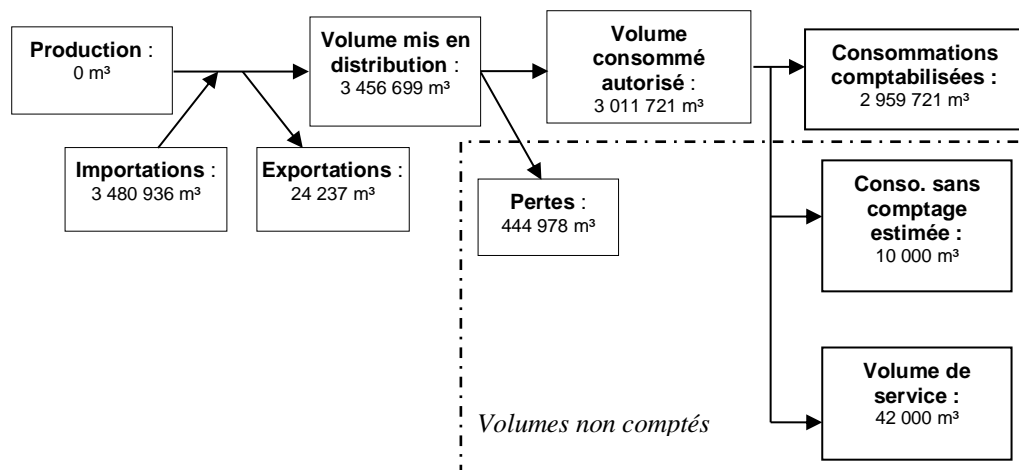 Production :
0 m³
Volume mis en
distribution :
3 456 699 m³
Volume
consommé
autorisé :
3 011 721 m³
Consommations
comptabilisées :
2 959 721 m³
Importations :
3 480 936 m³
Exportations :
24 237 m³
Pertes :
444 978 m³
Conso. sans
comptage
estimée :
10 000 m³
Volume de
service :
42 000 m³
Volumes non comptés